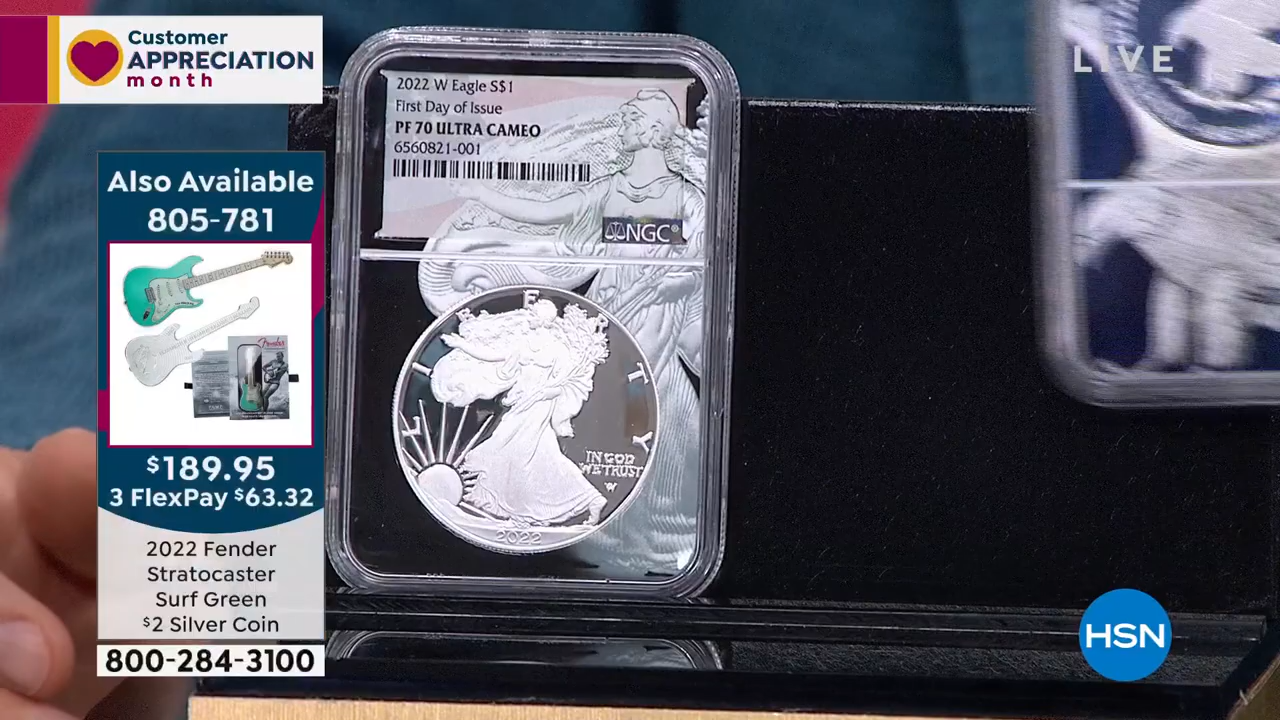 Customer
APPRECIATION
month
Also Available
805-781
Fender
$189.95
3 FlexPay $63.32
2022 Fender
Stratocaster
Surf Green
$2 Silver Coin
800-284-3100
2022 W Eagle S$1
First Day of Issue
PF 70 ULTRA CAMEO
6560821-001
NGC
LIBERTY
IN GOD
WE TRUST
2022
LIVE
HSN